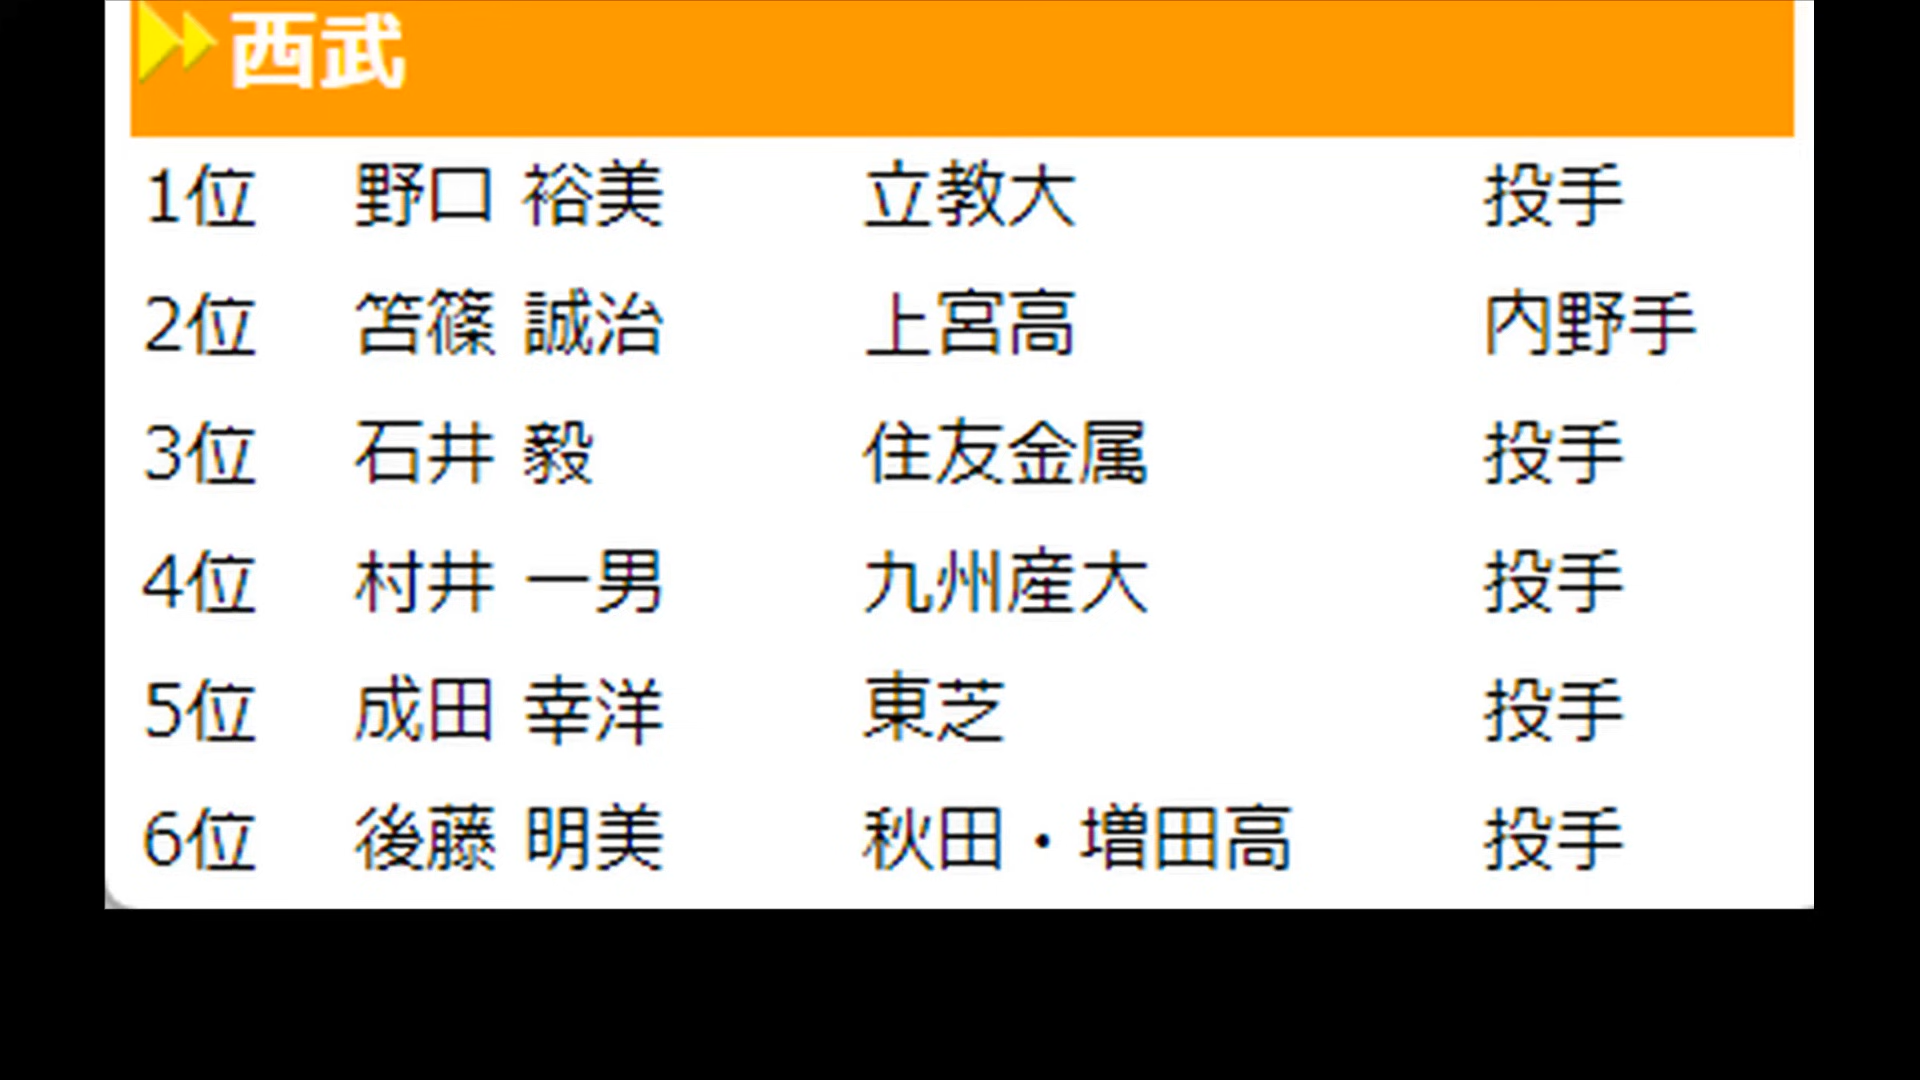 西武
1位 野口 裕美 立教大 投手
2位 笘篠 誠治 上宮高 内野手
3位 石井 毅 住友金属 投手
4位 村井 一男 九州産大 投手
5位 成田 幸洋 東芝 投手
6位 後藤 明美 秋田・増田高 投手